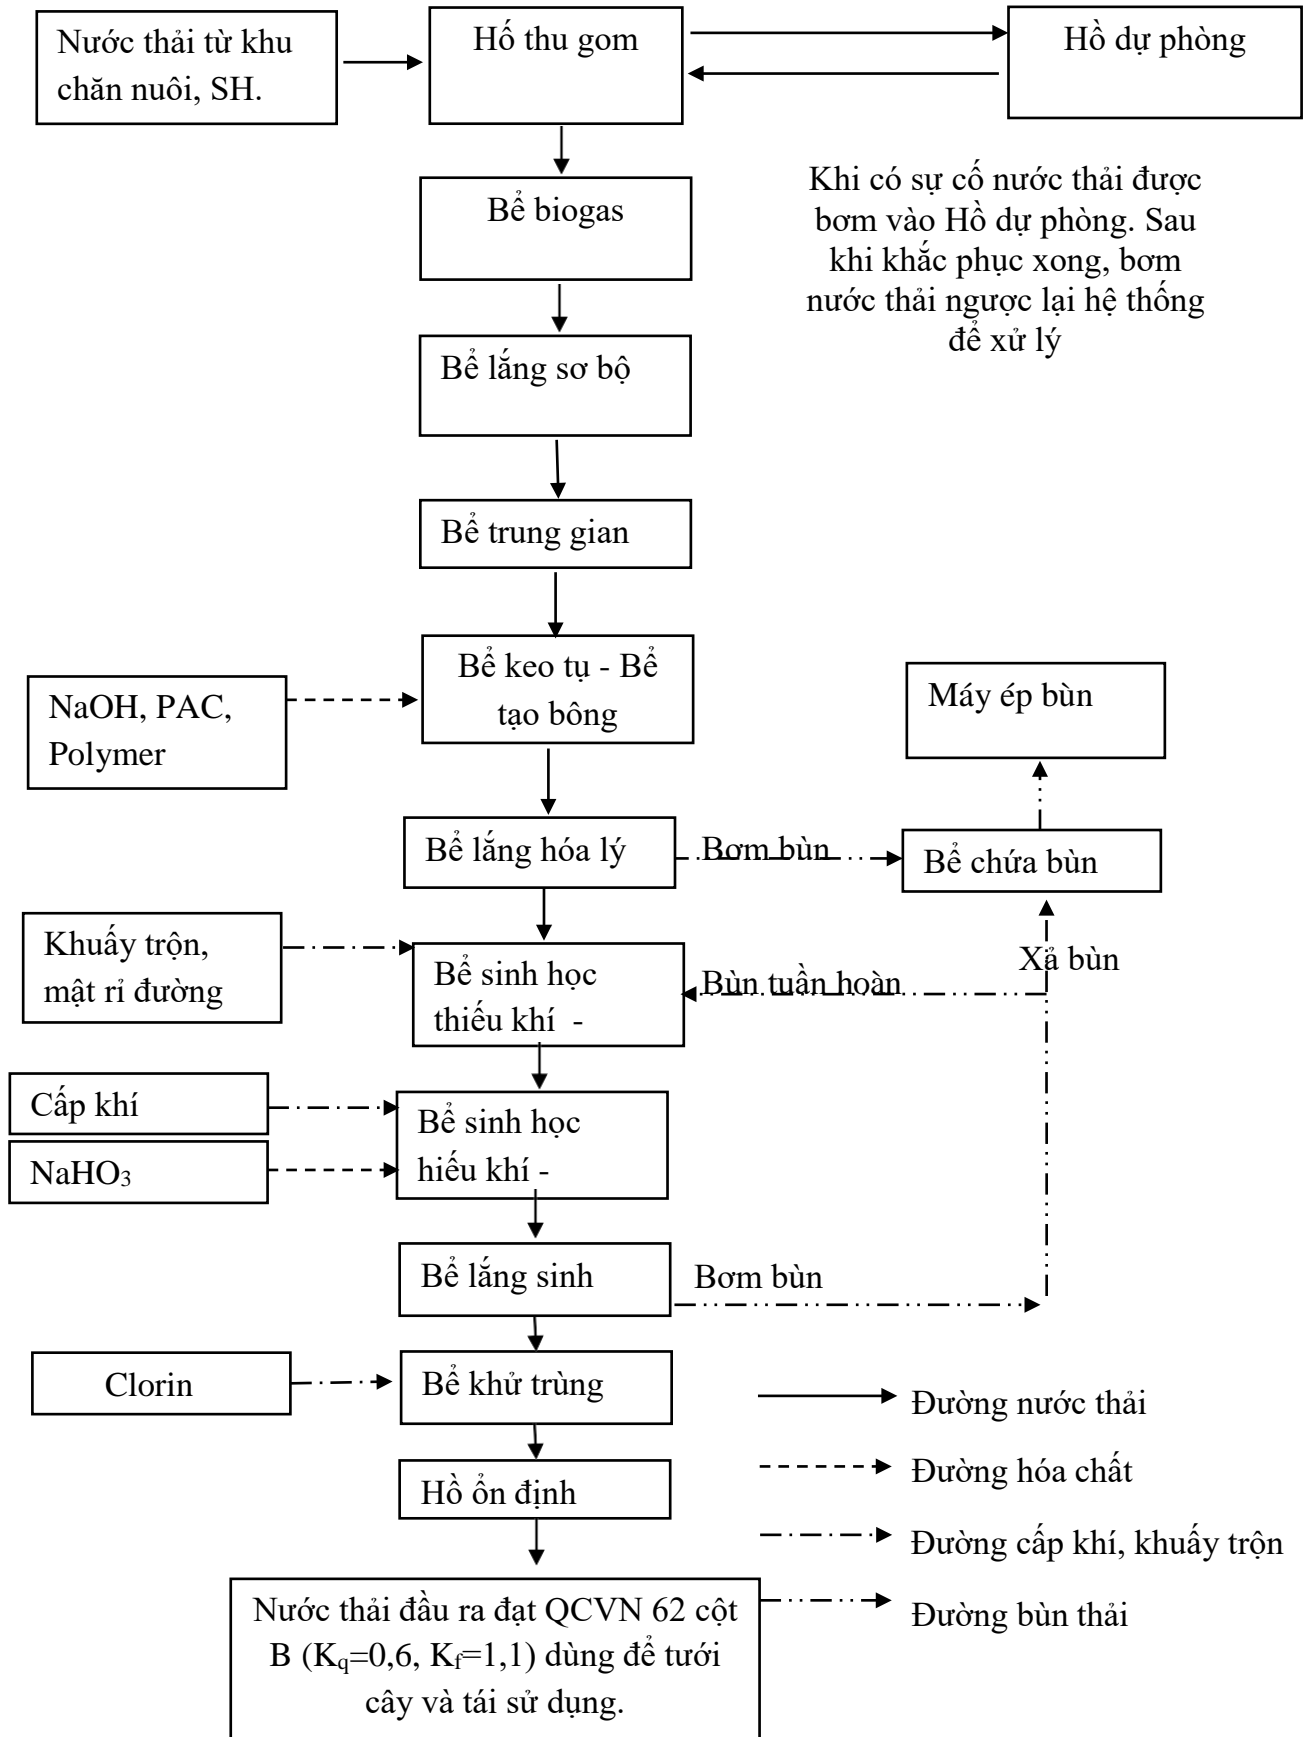 Nước thải từ khu
chăn nuôi, SH.
Hố thu gom
Hồ dự phòng
Khi có sự cố nước thải được
bơm vào Hồ dự phòng. Sau
khi khắc phục xong, bơm
nước thải ngược lại hệ thống
để xử lý
Bể biogas
Bể lắng sơ bộ
Bể trung gian
Bể keo tụ - Bể
tạo bông
NaOH, PAC,
Polymer
Máy ép bùn
Bể lắng hóa lý
Bơm bùn
Bể chứa bùn
Khuấy trộn,
mật rỉ đường
Bể sinh học
thiếu khí -
Bùn tuần hoàn
Xả bùn
Cấp khí
NaHO₃
Bể sinh học
hiếu khí -
Bể lắng sinh
Bơm bùn
Clorin
Bể khử trùng
Hồ ổn định
Đường nước thải
Đường hóa chất
Đường cấp khí, khuấy trộn
Đường bùn thải
Nước thải đầu ra đạt QCVN 62 cột
B (Kq=0,6, Kf=1,1) dùng để tưới
cây và tái sử dụng.